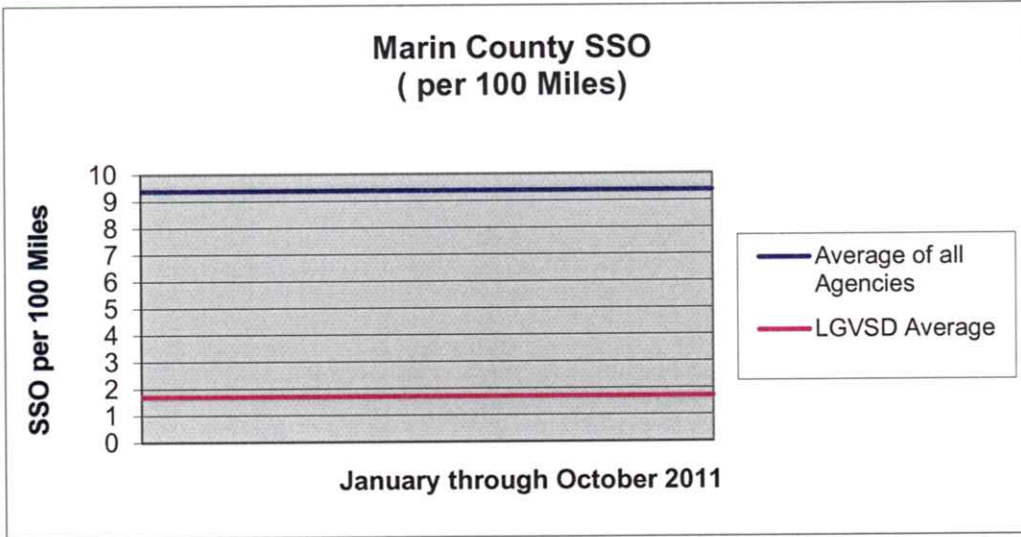 Marin County SSO
( per 100 Miles)
SSO per 100 Miles
10
9
8
7
6
5
4
3
2
1
0
January through October 2011
Average of all
Agencies
LGVSD Average